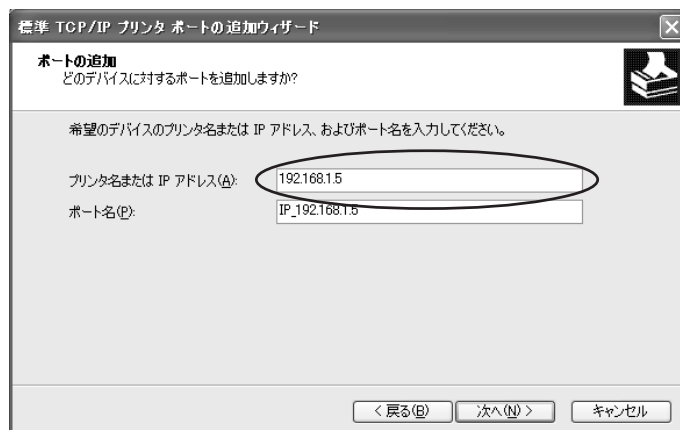 標準 TCP/IP プリンタ ポートの追加ウィザード
ポートの追加
どのデバイスに対するポートを追加しますか?
希望のデバイスのプリンタ名または IP アドレス、およびポート名を入力してください。
プリンタ名または IP アドレス(A): 192.168.1.5
ポート名(P): IP_192.168.1.5
< 戻る(B) 次へ(N) > キャンセル